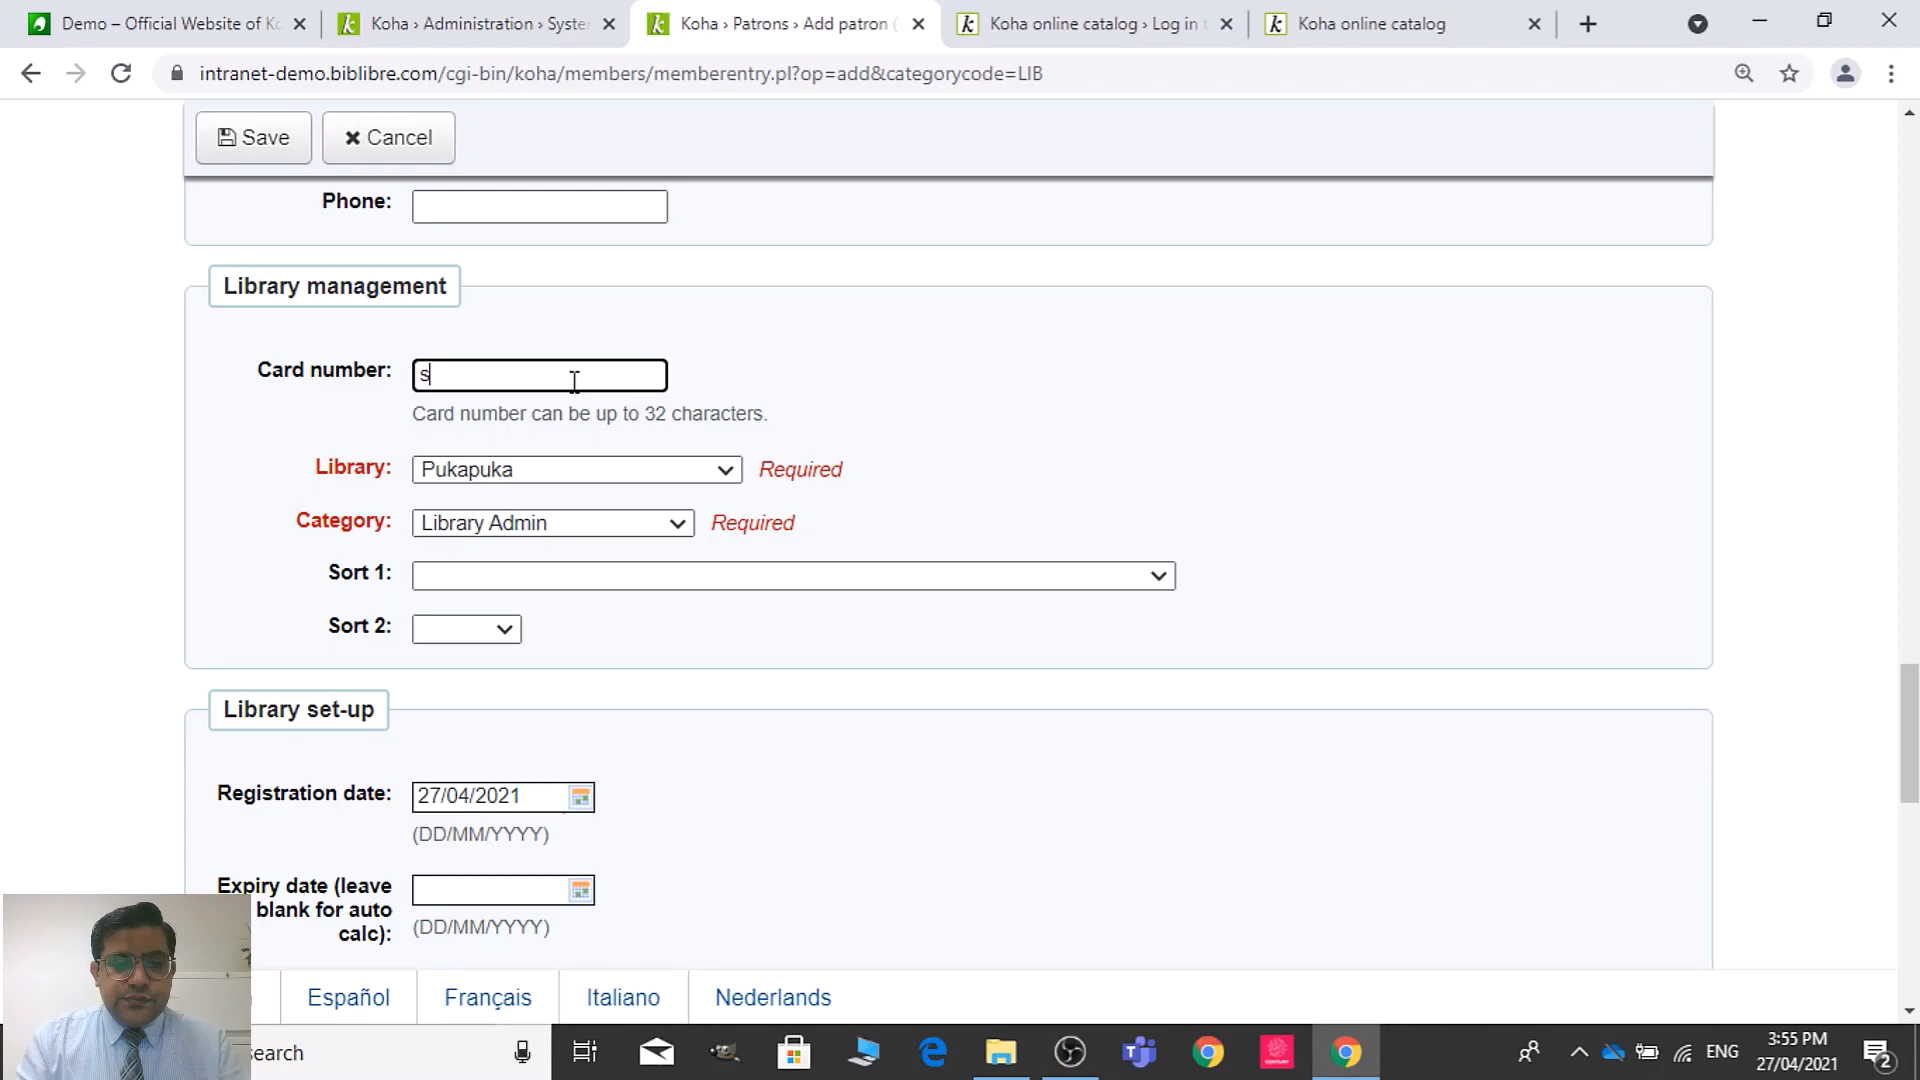 Demo – Official Website of Ko
Koha › Administration › Syste
Koha › Patrons › Add patron (
Koha online catalog › Log in t
Koha online catalog
intranet-demo.biblibre.com/cgi-bin/koha/members/memberentry.pl?op=add&categorycode=LIB
Save
Cancel
Phone:
Library management
Card number:
s
Card number can be up to 32 characters.
Library:
Pukapuka
Required
Category:
Library Admin
Required
Sort 1:
Sort 2:
Library set-up
Registration date:
27/04/2021
(DD/MM/YYYY)
Expiry date (leave
blank for auto
calc):
(DD/MM/YYYY)
Español
Français
Italiano
Nederlands
search
ENG
3:55 PM
27/04/2021
2